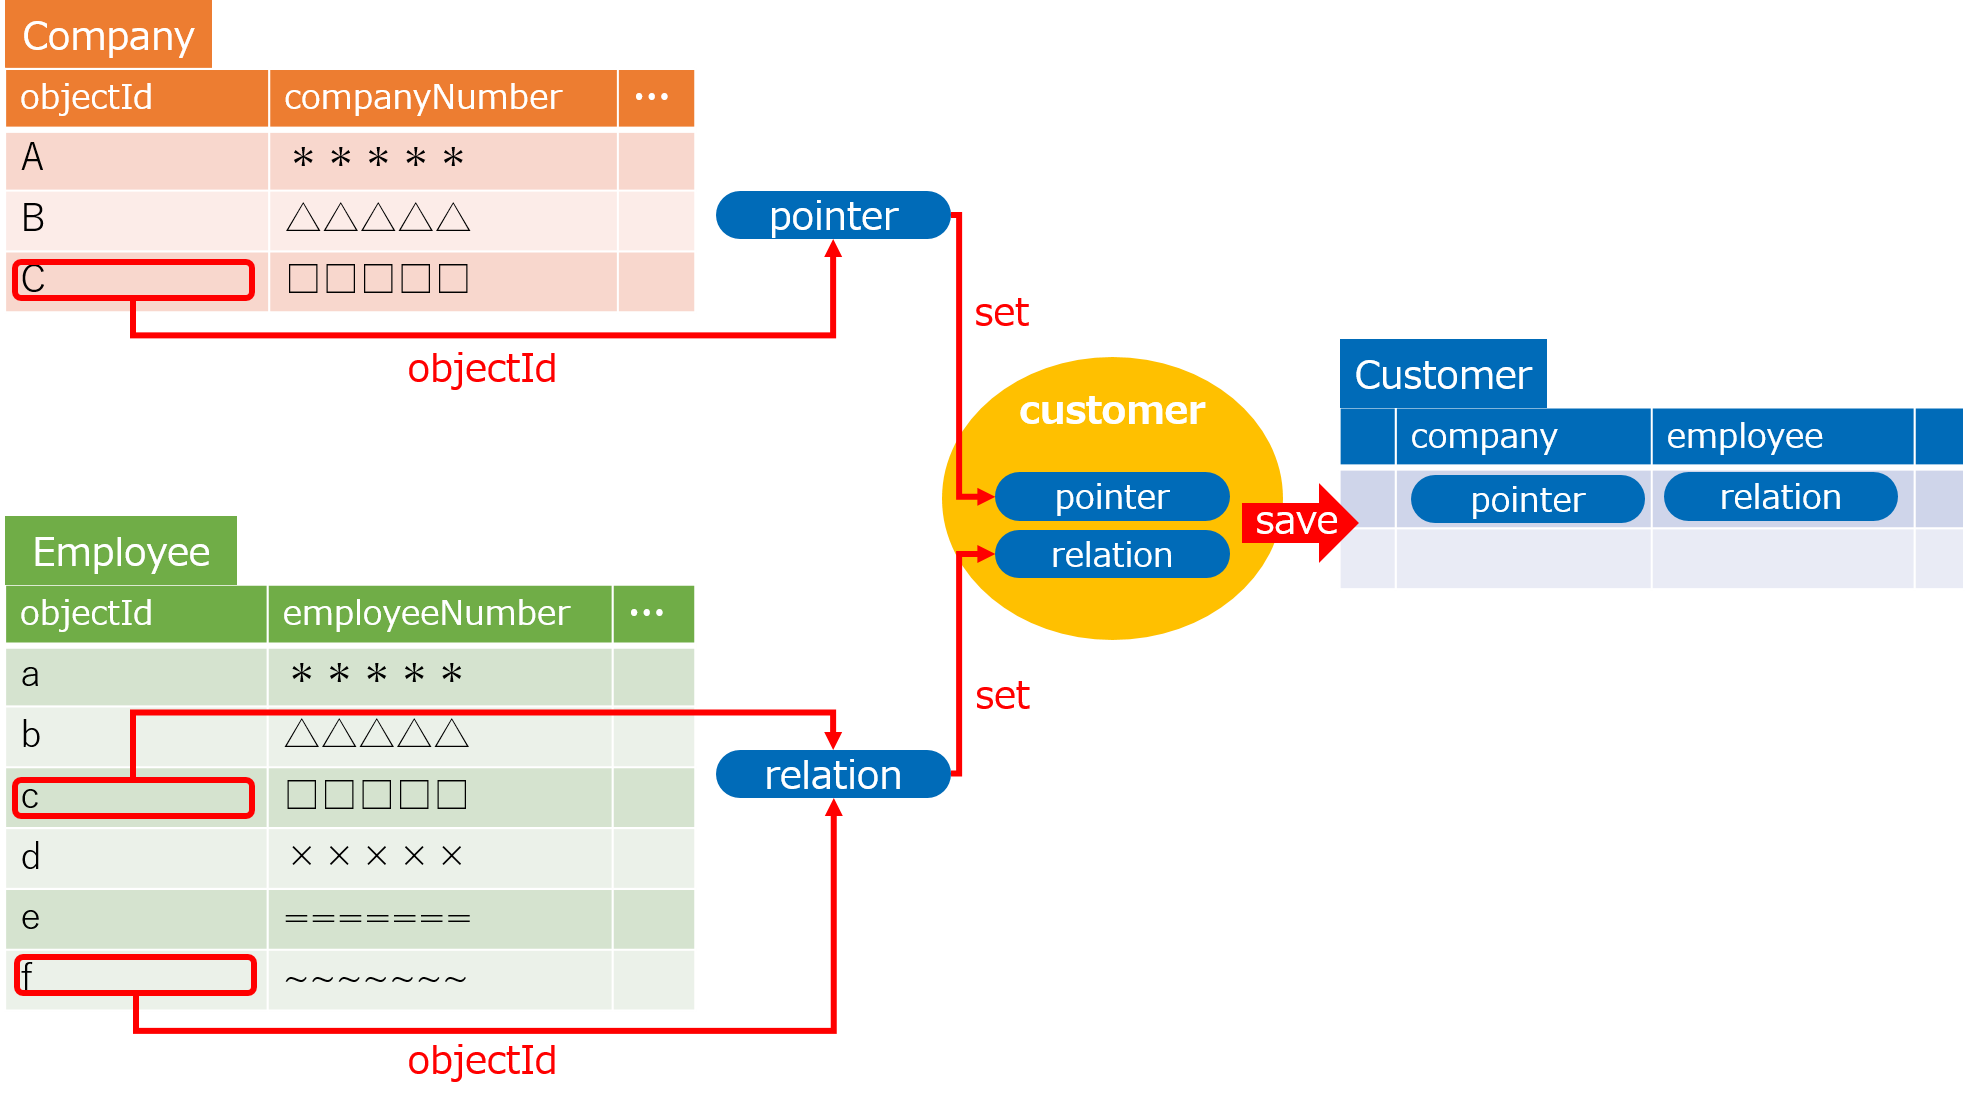 Company
objectId companyNumber …
A ＊＊＊＊＊
B △△△△△
C □□□□□
pointer
objectId
set
customer
pointer
relation
save
Customer
company employee
pointer relation
Employee
objectId employeeNumber …
a ＊＊＊＊＊
b △△△△△
c □□□□□
d ×××××
e =======
f ~~~~~~~
relation
set
objectId